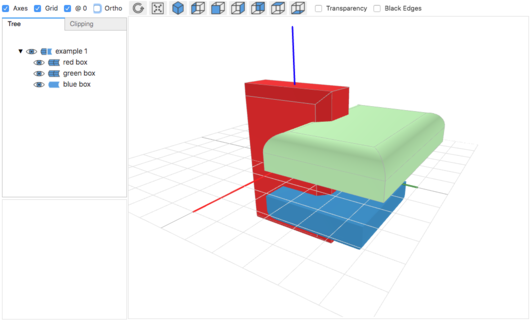 Axes Grid @ 0 Ortho Transparency Black Edges
Tree Clipping
example 1
red box
green box
blue box